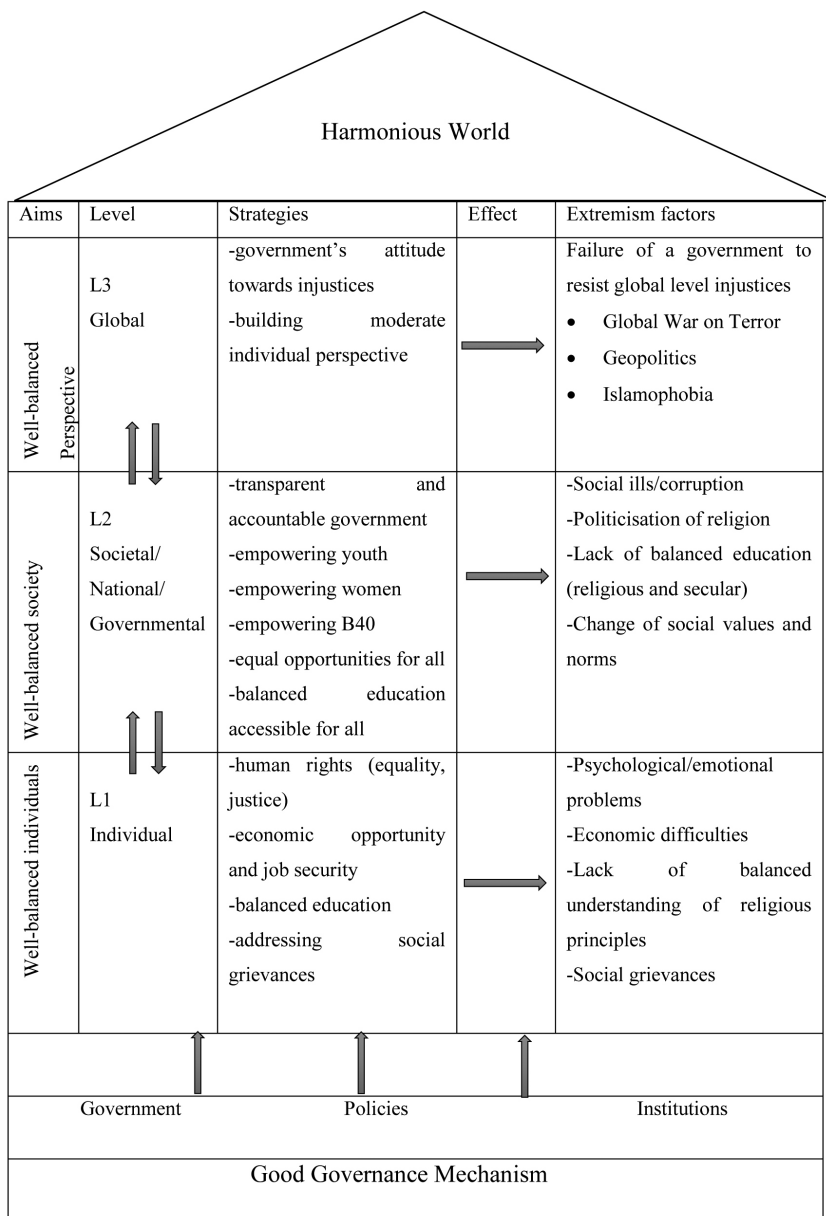 Harmonious World
Aims
Level
Strategies
Effect
Extremism factors
Well-balanced
Perspective
L3
Global
-government’s attitude
towards injustices
-building moderate
individual perspective
Failure of a government to
resist global level injustices
• Global War on Terror
• Geopolitics
• Islamophobia
Well-balanced society
L2
Societal/
National/
Governmental
-transparent and
accountable government
-empowering youth
-empowering women
-empowering B40
-equal opportunities for all
-balanced education
accessible for all
-Social ills/corruption
-Politicisation of religion
-Lack of balanced education
(religious and secular)
-Change of social values and
norms
Well-balanced individuals
L1
Individual
-human rights (equality,
justice)
-economic opportunity
and job security
-balanced education
-addressing social
grievances
-Psychological/emotional
problems
-Economic difficulties
-Lack of balanced
understanding of religious
principles
-Social grievances
Government
Policies
Institutions
Good Governance Mechanism